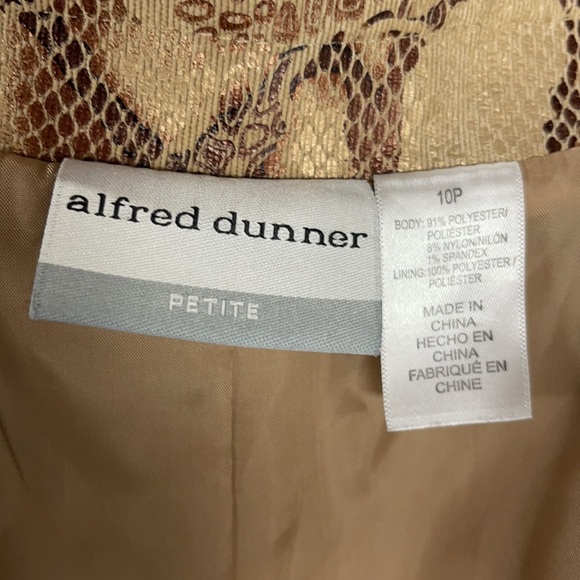 alfred dunner
PETITE
10P
BODY: 91% POLYESTER/
POLIÉSTER
8% NYLON/NILÓN
1% SPANDEX
LINING:100% POLYESTER /
POLIÉSTER
MADE IN
CHINA
HECHO EN
CHINA
FABRIQUÉ EN
CHINE